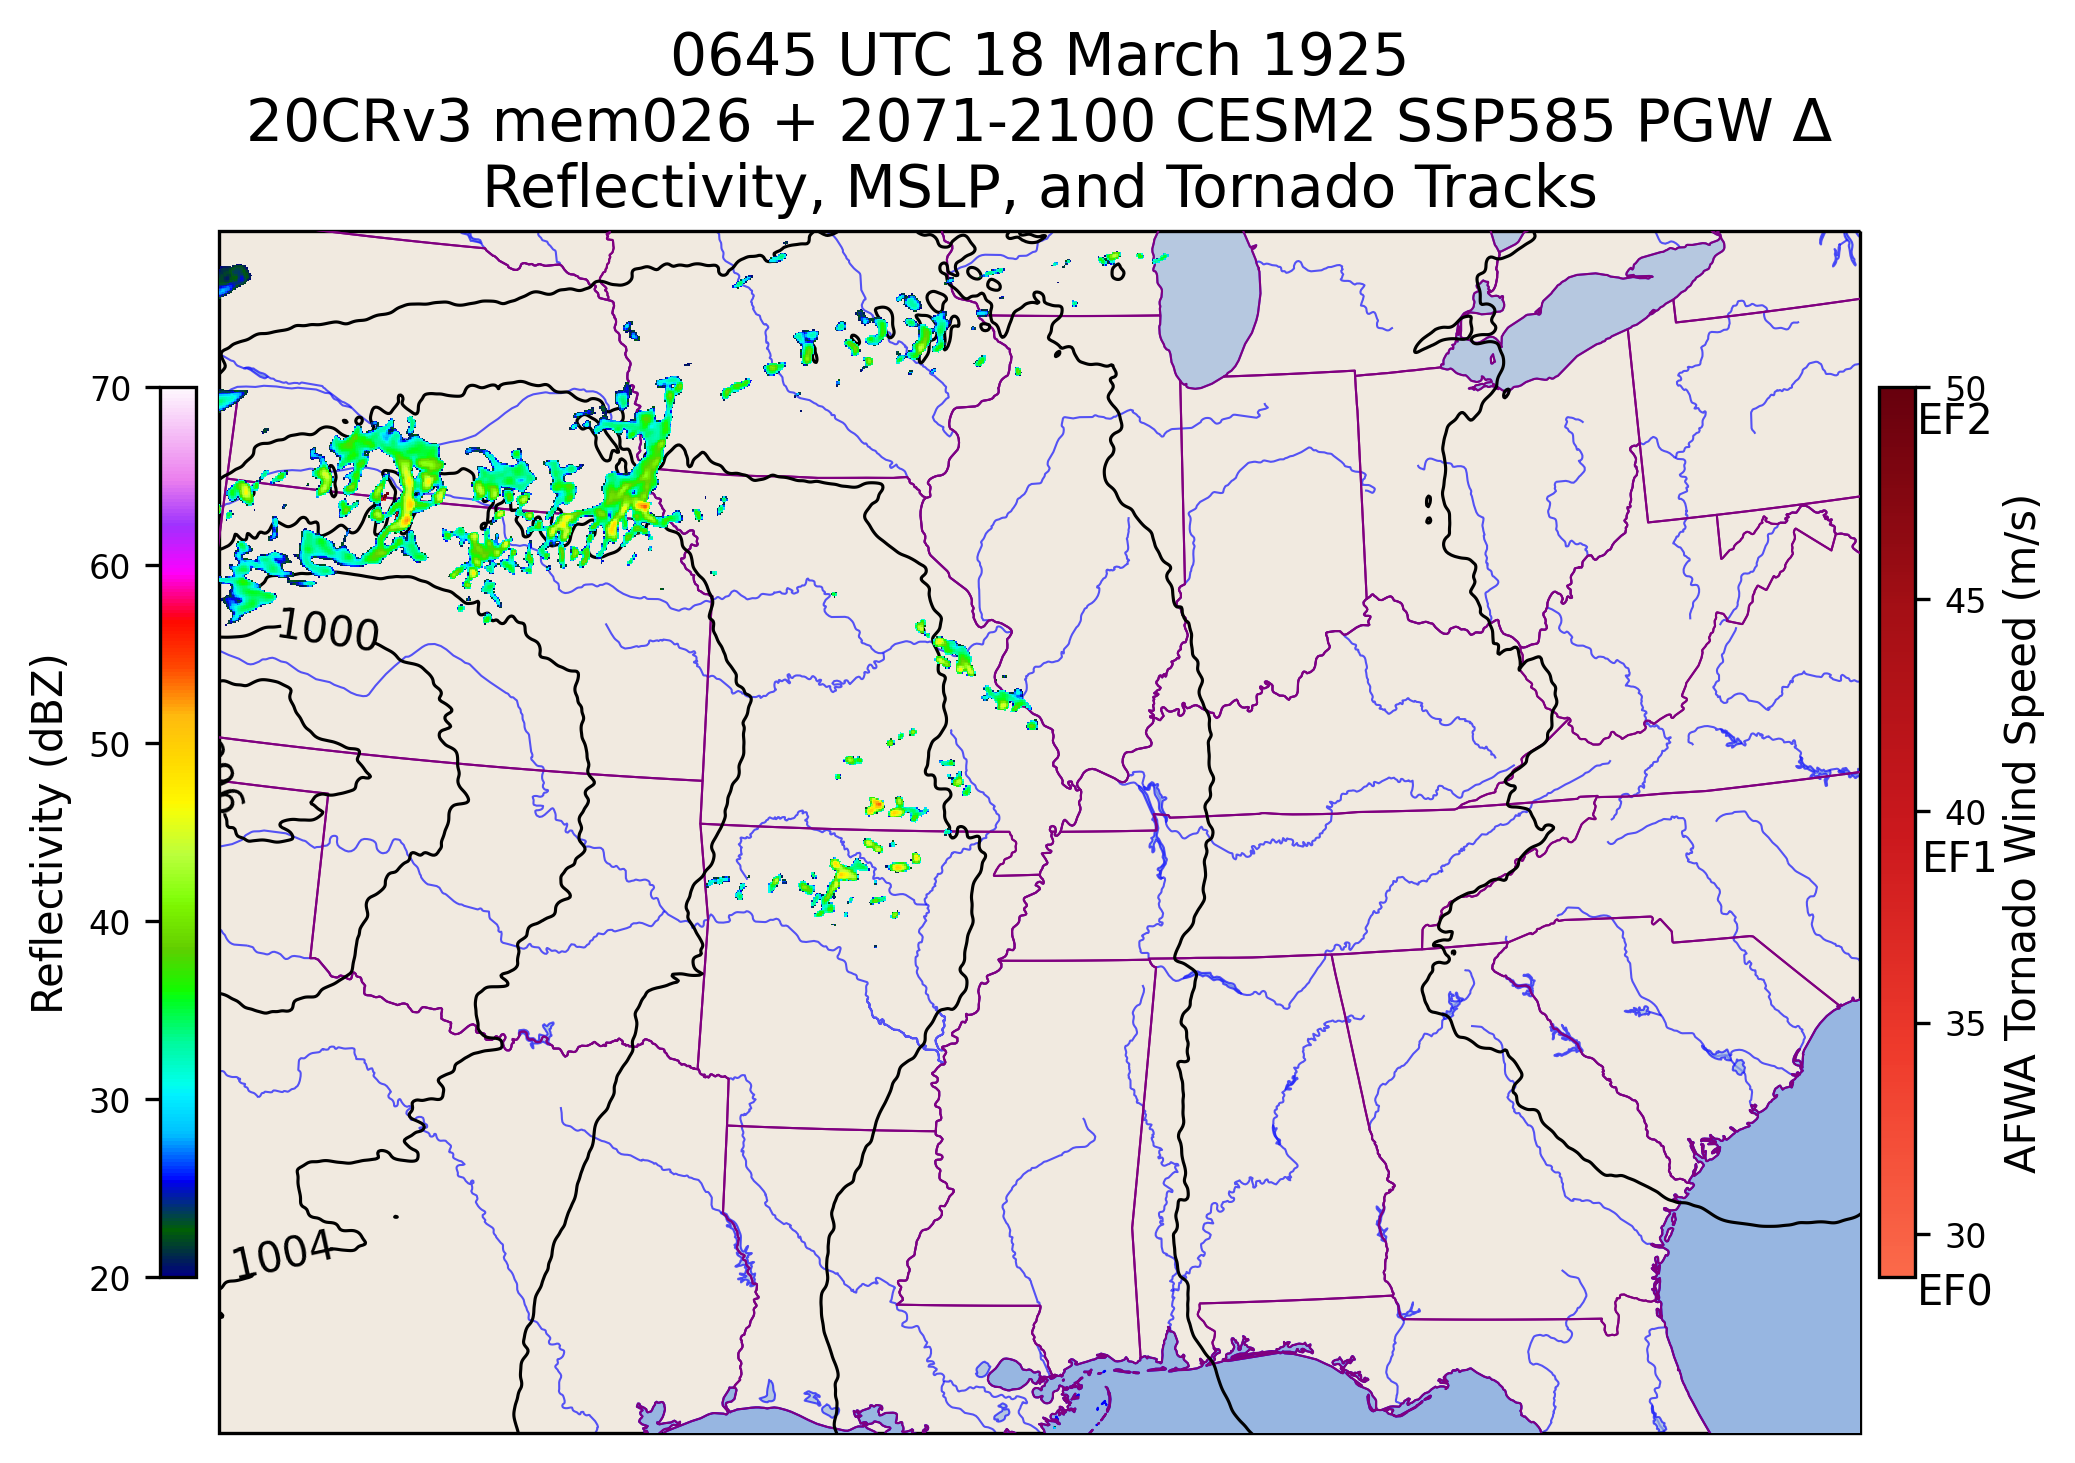 0645 UTC 18 March 1925
20CRv3 mem026 + 2071-2100 CESM2 SSP585 PGW Δ
Reflectivity, MSLP, and Tornado Tracks
70
60
50
40
30
20
Reflectivity (dBZ)
1000
1004
50
EF2
45
40
EF1
35
30
EF0
AFWA Tornado Wind Speed (m/s)